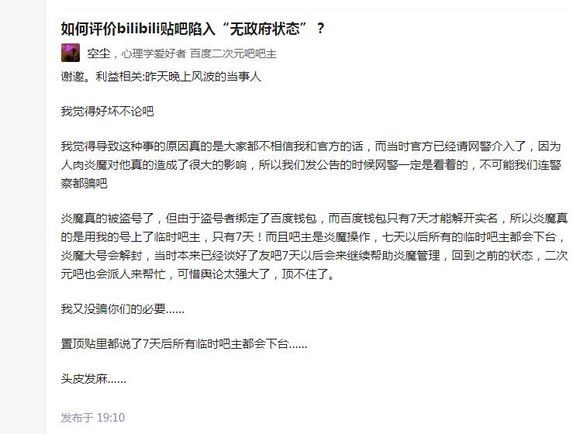 如何评价bilibili贴吧陷入“无政府状态”？
空尘，心理学爱好者 百度二次元吧吧主
谢邀。利益相关:昨天晚上风波的当事人
我觉得好坏不论吧
我觉得导致这种事的原因真的是大家都不相信我和官方的话，而当时官方已经请网警介入了，因为
人肉炎魔对他真的造成了很大的影响，所以我们发公告的时候网警一定是看着的，不可能我们连警
察都骗吧
炎魔真的被盗号了，但由于盗号者绑定了百度钱包，而百度钱包只有7天才能解开实名，所以炎魔真
的是用我的号上了临时吧主，只有7天！而且吧主是炎魔操作，七天以后所有的临时吧主都会下台，
炎魔大号会解封，当时本来已经谈好了友吧7天以后会来继续帮助炎魔管理，回到之前的状态，二次
元吧也会派人来帮忙，可惜舆论太强大了，顶不住了。
我又没骗你们的必要......
置顶贴里都说了7天后所有临时吧主都会下台......
头皮发麻......
发布于 19:10